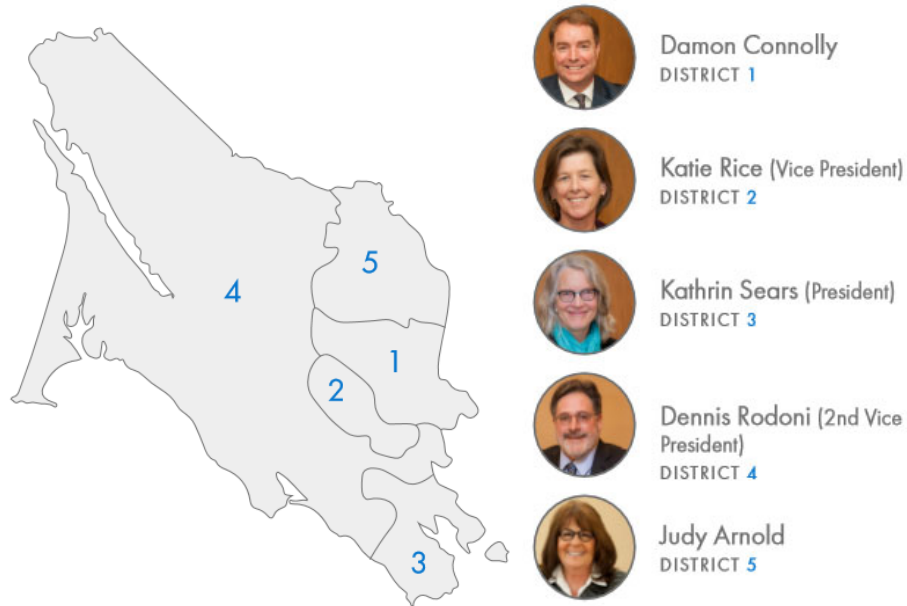 5
4
1
2
3
Damon Connolly
DISTRICT 1
Katie Rice (Vice President)
DISTRICT 2
Kathrin Sears (President)
DISTRICT 3
Dennis Rodoni (2nd Vice
President)
DISTRICT 4
Judy Arnold
DISTRICT 5